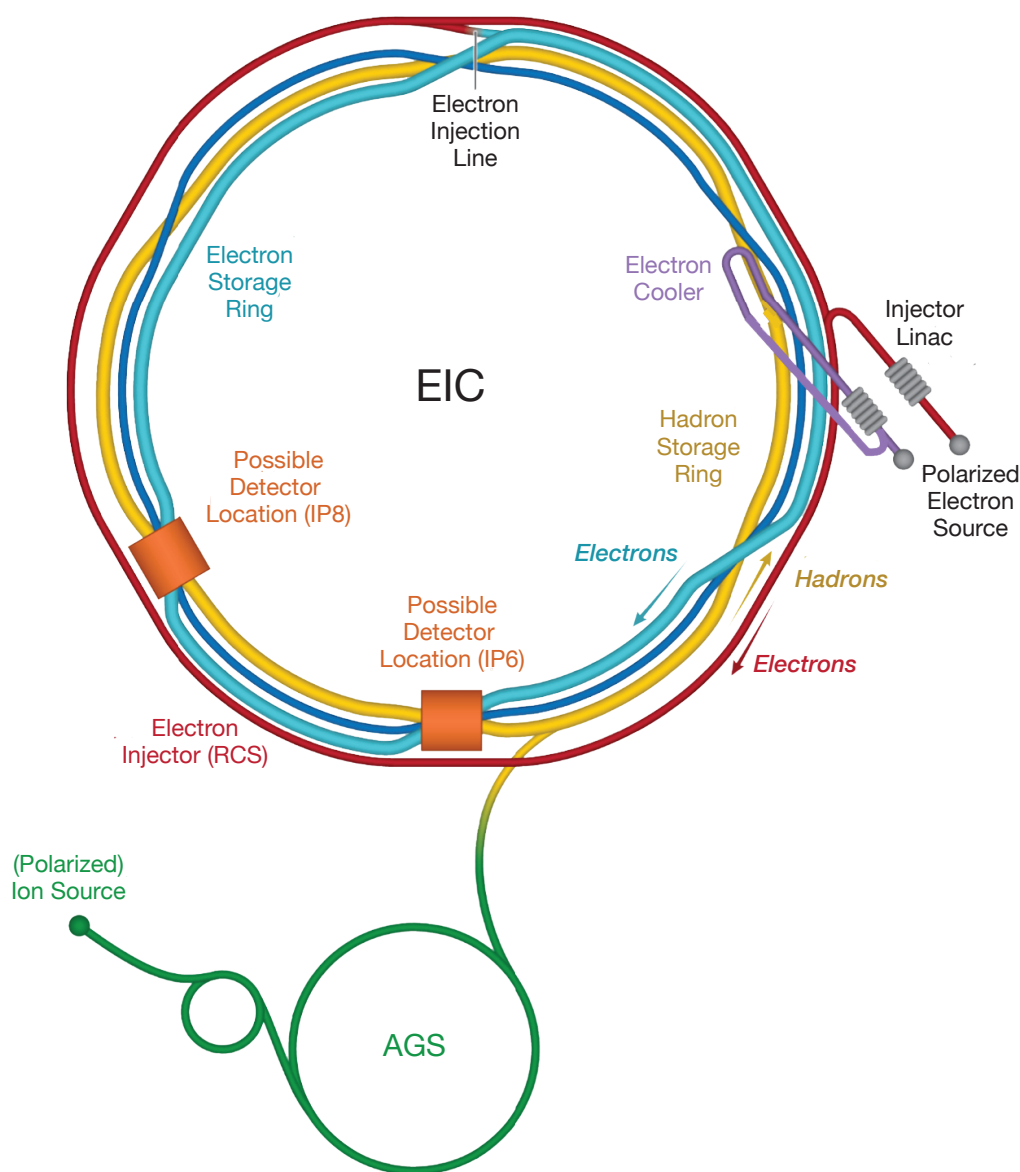 Electron
Injection
Line
Electron
Storage
Ring
Electron
Cooler
Injector
Linac
EIC
Hadron
Storage
Ring
Possible
Detector
Location (IP8)
Polarized
Electron
Source
Electrons
Hadrons
Possible
Detector
Location (IP6)
Electrons
Electron
Injector (RCS)
(Polarized)
Ion Source
AGS